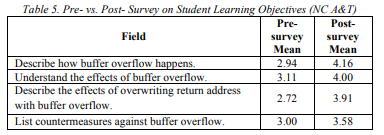 Table 5. Pre- vs. Post- Survey on Student Learning Objectives (NC A&T)
Field Pre-survey Mean Post-survey Mean
Describe how buffer overflow happens. 2.94 4.16
Understand the effects of buffer overflow. 3.11 4.00
Describe the effects of overwriting return address
with buffer overflow. 2.72 3.91
List countermeasures against buffer overflow. 3.00 3.58